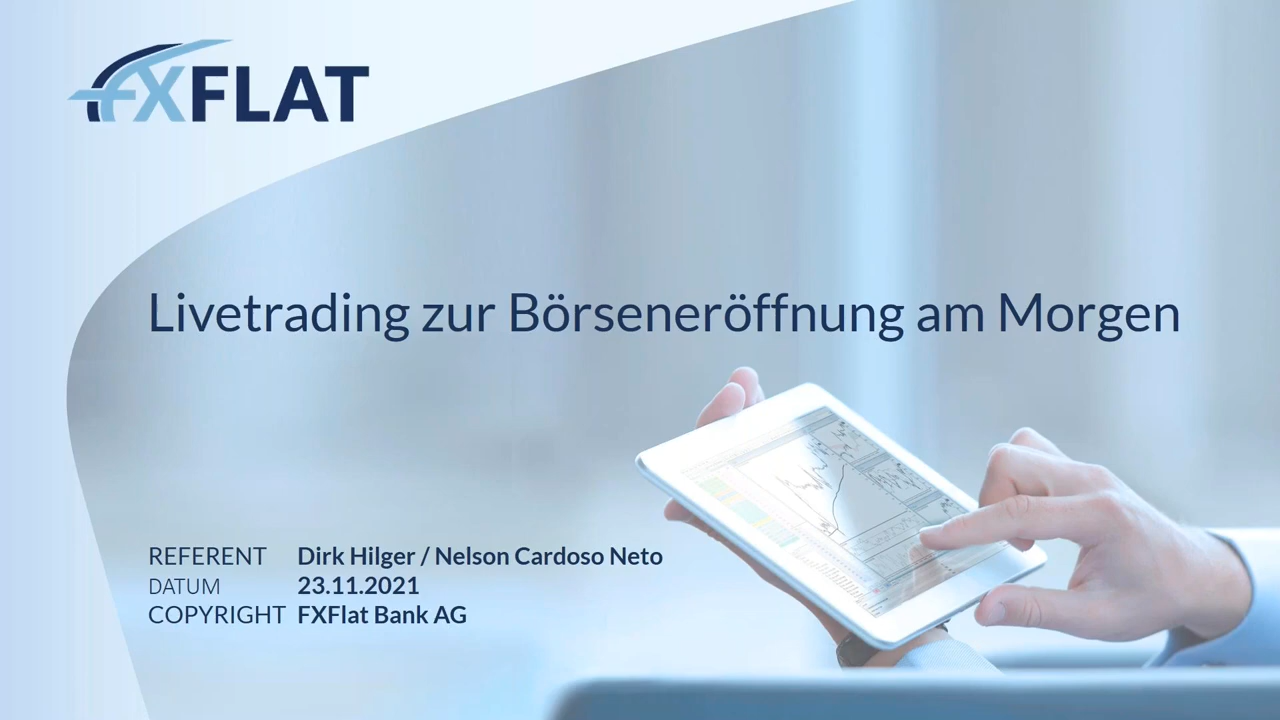 FXFLAT
Livetrading zur Börseneröffnung am Morgen
REFERENT Dirk Hilger / Nelson Cardoso Neto
DATUM 23.11.2021
COPYRIGHT FXFlat Bank AG